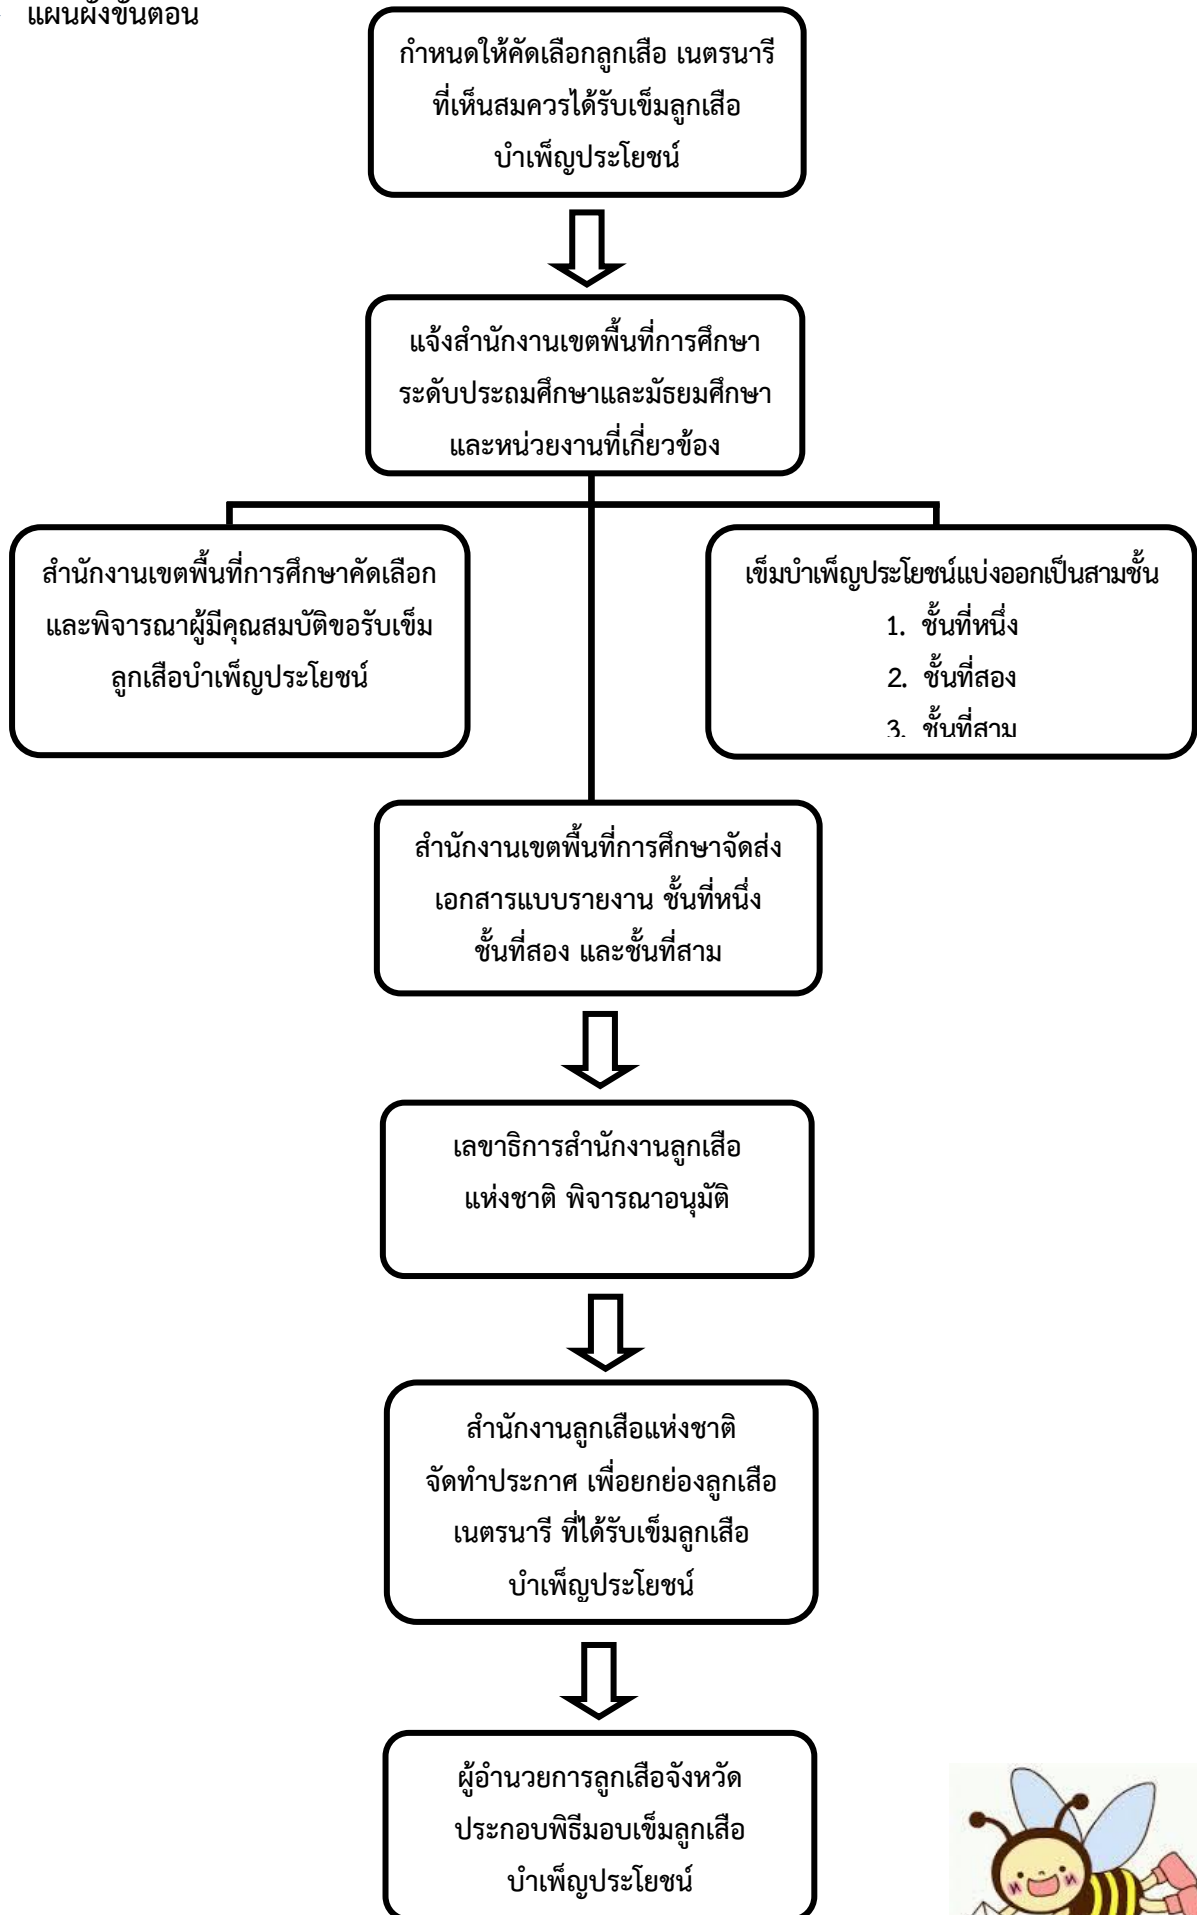 แผนผังขั้นตอน
กำหนดให้คัดเลือกลูกเสือ เนตรนารี
ที่เห็นสมควรได้รับเข็มลูกเสือ
บำเพ็ญประโยชน์
แจ้งสำนักงานเขตพื้นที่การศึกษา
ระดับประถมศึกษาและมัธยมศึกษา
และหน่วยงานที่เกี่ยวข้อง
สำนักงานเขตพื้นที่การศึกษาคัดเลือก
และพิจารณาผู้มีคุณสมบัติขอรับเข็ม
ลูกเสือบำเพ็ญประโยชน์
เข็มบำเพ็ญประโยชน์แบ่งออกเป็นสามชั้น
1. ชั้นที่หนึ่ง
2. ชั้นที่สอง
3. ชั้นที่สาม
สำนักงานเขตพื้นที่การศึกษาจัดส่ง
เอกสารแบบรายงาน ชั้นที่หนึ่ง
ชั้นที่สอง และชั้นที่สาม
เลขาธิการสำนักงานลูกเสือ
แห่งชาติ พิจารณาอนุมัติ
สำนักงานลูกเสือแห่งชาติ
จัดทำประกาศ เพื่อยกย่องลูกเสือ
เนตรนารี ที่ได้รับเข็มลูกเสือ
บำเพ็ญประโยชน์
ผู้อำนวยการลูกเสือจังหวัด
ประกอบพิธีมอบเข็มลูกเสือ
บำเพ็ญประโยชน์